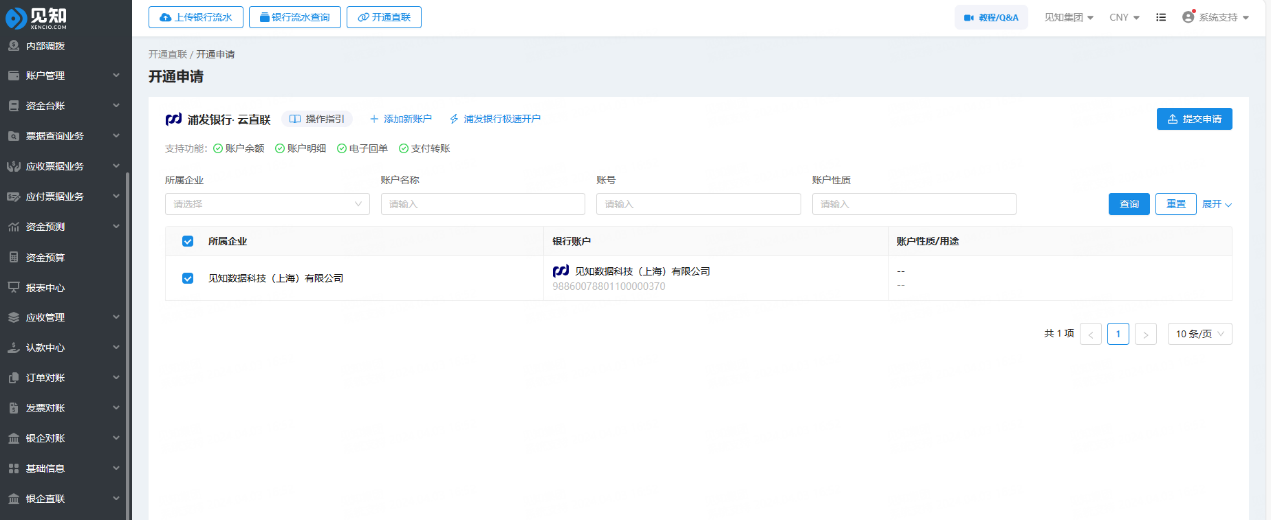 见知
XENCIO.COM
内部调拨
账户管理
资金台账
票据查询业务
应收票据业务
应付票据业务
资金预测
资金预算
报表中心
应收管理
认款中心
订单对账
发票对账
银企对账
基础信息
银企直联
上传银行流水 银行流水查询 开通直联
教程/Q&A 见知集团 CNY 系统支持
开通直联 / 开通申请
开通申请
浦发银行· 云直联 操作指引 添加新账户 浦发银行极速开户 提交申请
支持功能: 账户余额 账户明细 电子回单 支付转账
所属企业 账户名称 账号 账户性质
请选择 请输入 请输入 请输入 查询 重置 展开
所属企业 银行账户 账户性质/用途
见知数据科技（上海）有限公司 见知数据科技（上海）有限公司 --
98860078801100000370 --
共 1 项 < 1 > 10 条/页